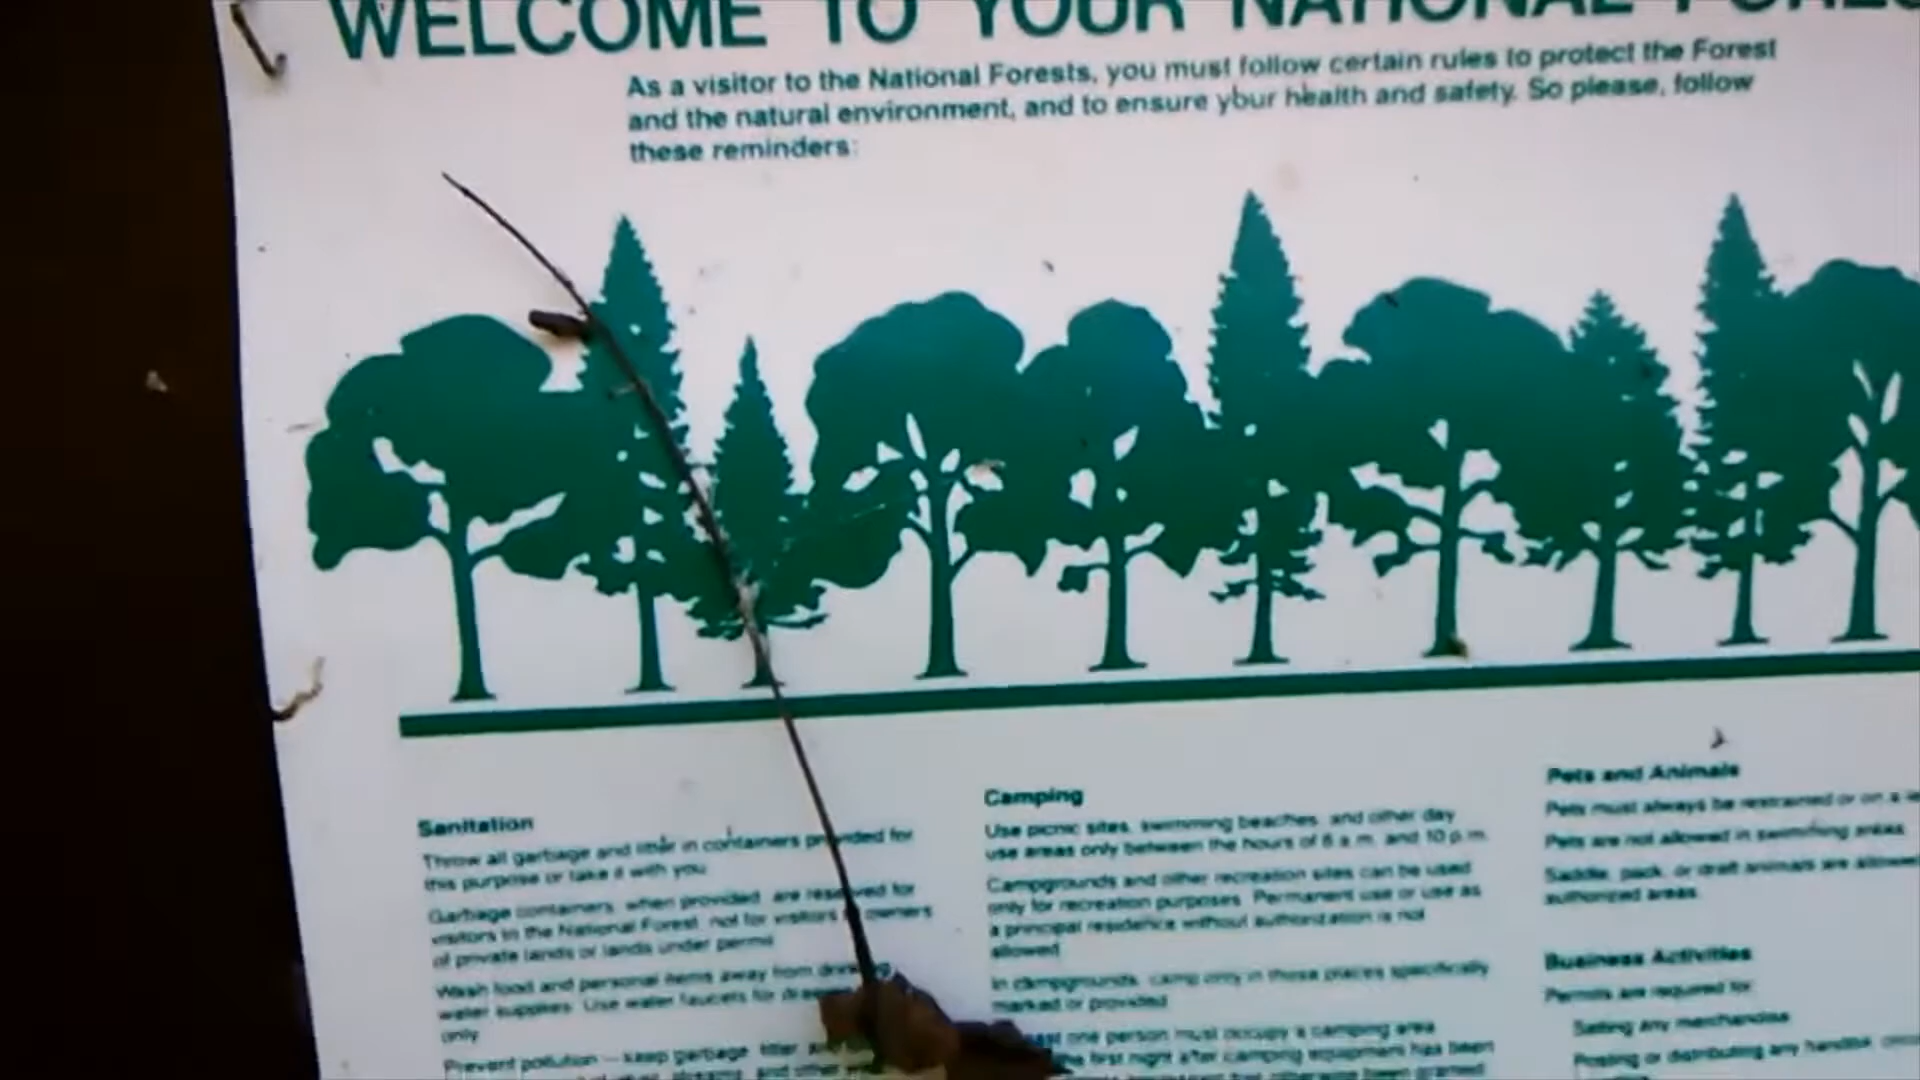 WELCOME TO YOUR NATIONAL FORES
As a visitor to the National Forests, you must follow certain rules to protect the Forest
and the natural environment, and to ensure your health and safety. So please, follow
these reminders:
Sanitation
Throw all garbage and litter in containers provided for
this purpose or take it with you
Garbage containers, when provided, are reserved for
visitors to the National Forest, not for visitors to owners
of private lands or lands under permit
Wash food and personal items away from drinking
water supplies. Use water faucets for drawing
only
Prevent pollution — keep garbage, litter, and
streams, and other
Camping
Use picnic sites, swimming beaches, and other day
use areas only between the hours of 6 a.m. and 10 p.m.
Campgrounds and other recreation sites can be used
only for recreation purposes. Permanent use or use as
a principal residence without authorization is not
allowed
In campgrounds, camp only in those places specifically
marked or provided
one person must occupy a camping area
first night after camping equipment has been
Pets and Animals
Pets must always be restrained or on a
Pets are not allowed in swimming areas
Saddle, pack, or draft animals are allowed
authorized areas.
Business Activities
Permits are required for:
Selling any merchandise
Posting or distributing any handbill